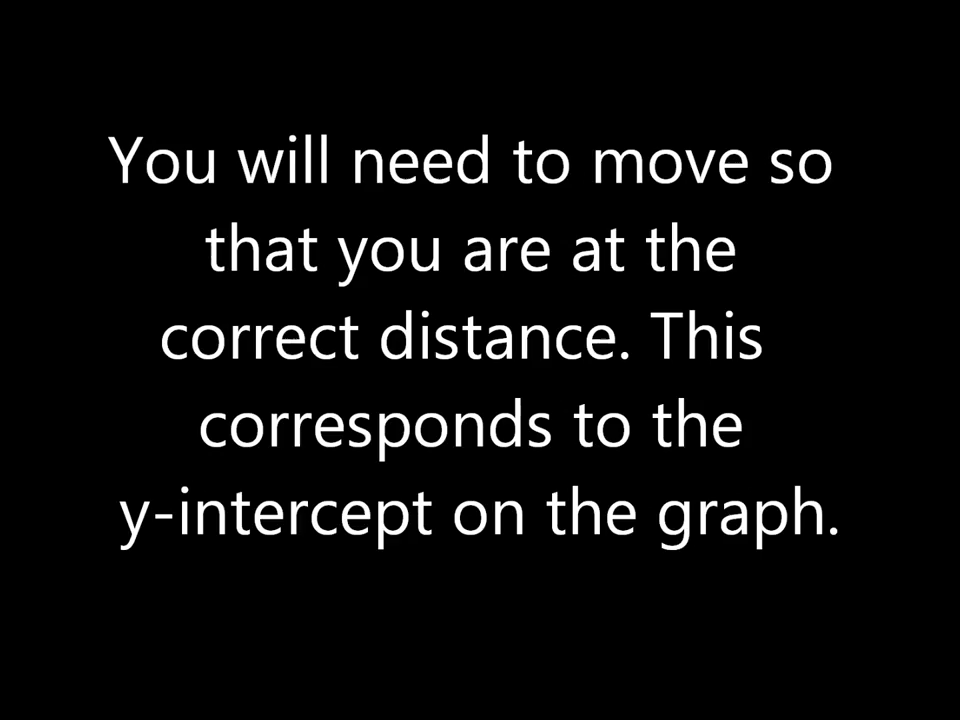 You will need to move so
that you are at the
correct distance. This
corresponds to the
y-intercept on the graph.